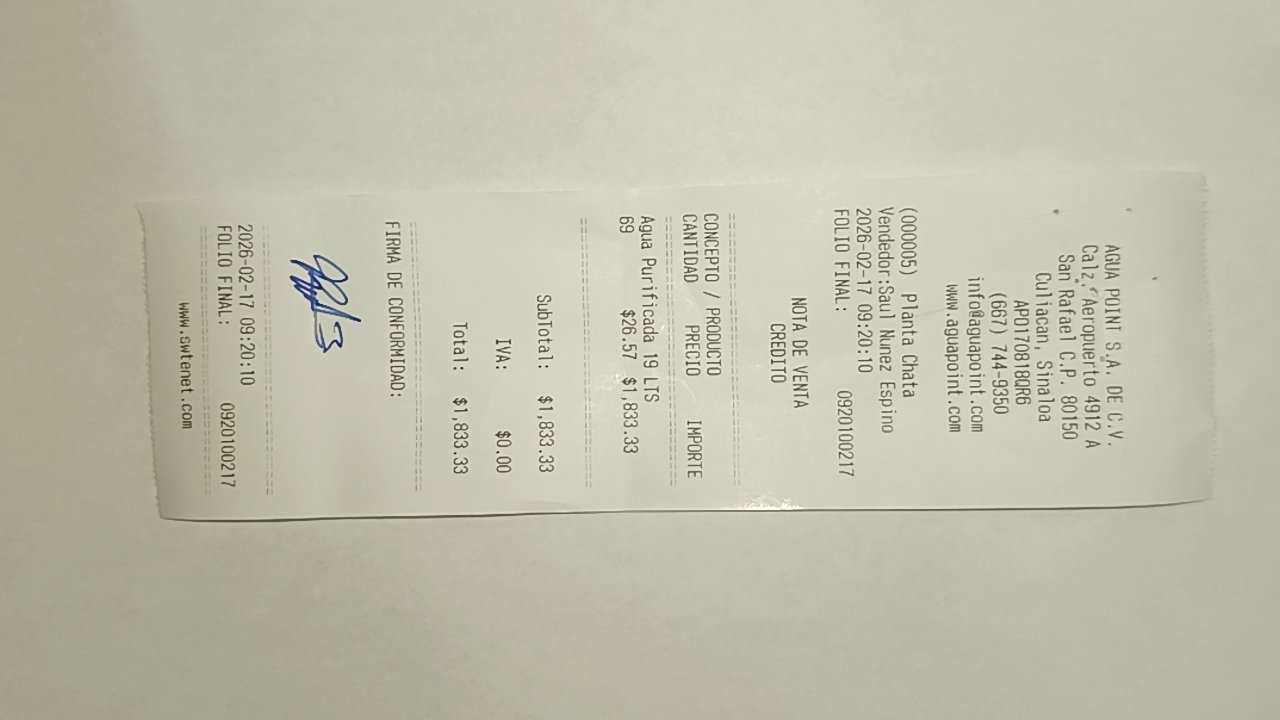 AGUA POINT S.A. DE C.V.
Calz. Aeropuerto 4912 A
San Rafael C.P. 80150
Culiacan, Sinaloa
APO170818QR6
(667) 744-9350
info@aguapoint.com
www.aguapoint.com
(000005) Planta Chata
Vendedor:Saul Nunez Espino
2026-02-17 09:20:10
FOLIO FINAL: 0920100217
NOTA DE VENTA
CREDITO
CONCEPTO / PRODUCTO
CANTIDAD PRECIO IMPORTE
Agua Purificada 19 LTS
69 $26.57 $1,833.33
SubTotal: $1,833.33
IVA: $0.00
Total: $1,833.33
FIRMA DE CONFORMIDAD:
2026-02-17 09:20:10
FOLIO FINAL: 0920100217
www.swtenet.com